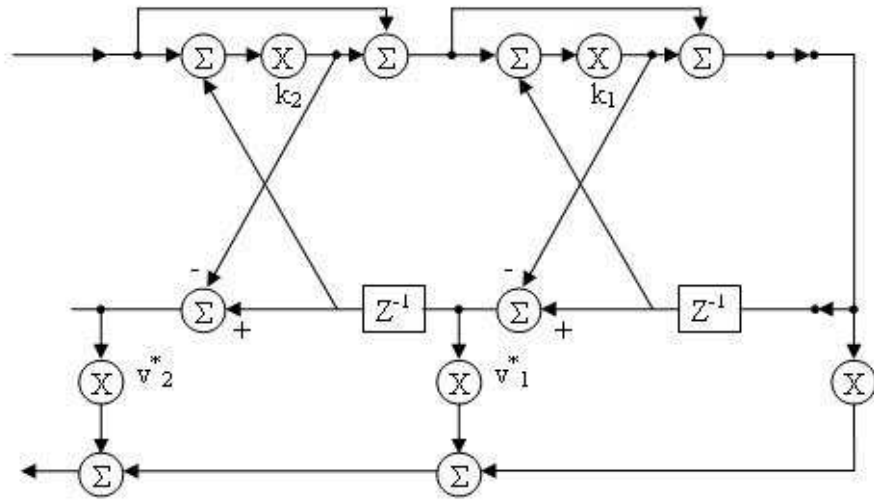 Σ X Σ Σ X Σ
k₂ k₁
- -
Σ Z⁻¹ Σ Z⁻¹
+ +
X v*₂ X v*₁ X
Σ Σ